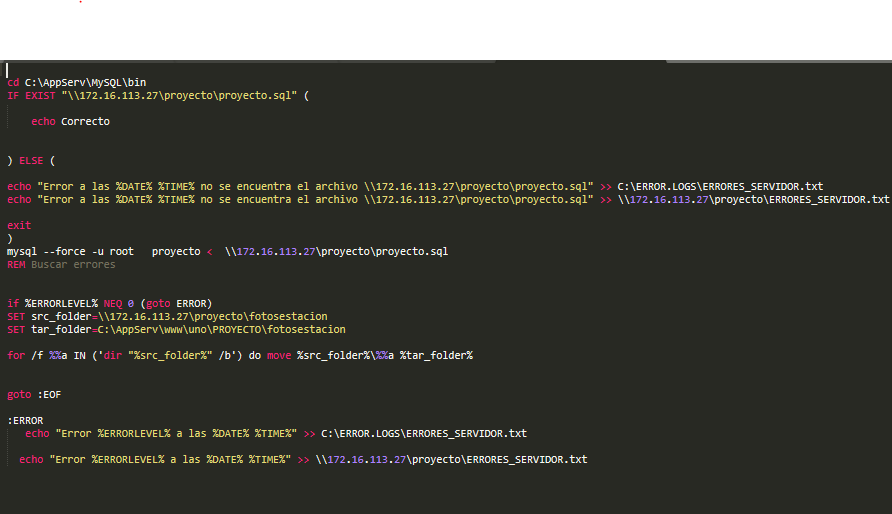 cd C:\AppServ\MySQL\bin
IF EXIST "\\172.16.113.27\proyecto\proyecto.sql" (
echo Correcto
) ELSE (
echo "Error a las %DATE% %TIME% no se encuentra el archivo \\172.16.113.27\proyecto\proyecto.sql" >> C:\ERROR.LOGS\ERRORES_SERVIDOR.txt
echo "Error a las %DATE% %TIME% no se encuentra el archivo \\172.16.113.27\proyecto\proyecto.sql" >> \\172.16.113.27\proyecto\ERRORES_SERVIDOR.txt
exit
)
mysql --force -u root   proyecto <  \\172.16.113.27\proyecto\proyecto.sql
REM Buscar errores
if %ERRORLEVEL% NEQ 0 (goto ERROR)
SET src_folder=\\172.16.113.27\proyecto\fotosestacion
SET tar_folder=C:\AppServ\www\uno\PROYECTO\fotosestacion
for /f %%a IN ('dir "%src_folder%" /b') do move %src_folder%\%%a %tar_folder%
goto :EOF
:ERROR
echo "Error %ERRORLEVEL% a las %DATE% %TIME%" >> C:\ERROR.LOGS\ERRORES_SERVIDOR.txt
echo "Error %ERRORLEVEL% a las %DATE% %TIME%" >> \\172.16.113.27\proyecto\ERRORES_SERVIDOR.txt